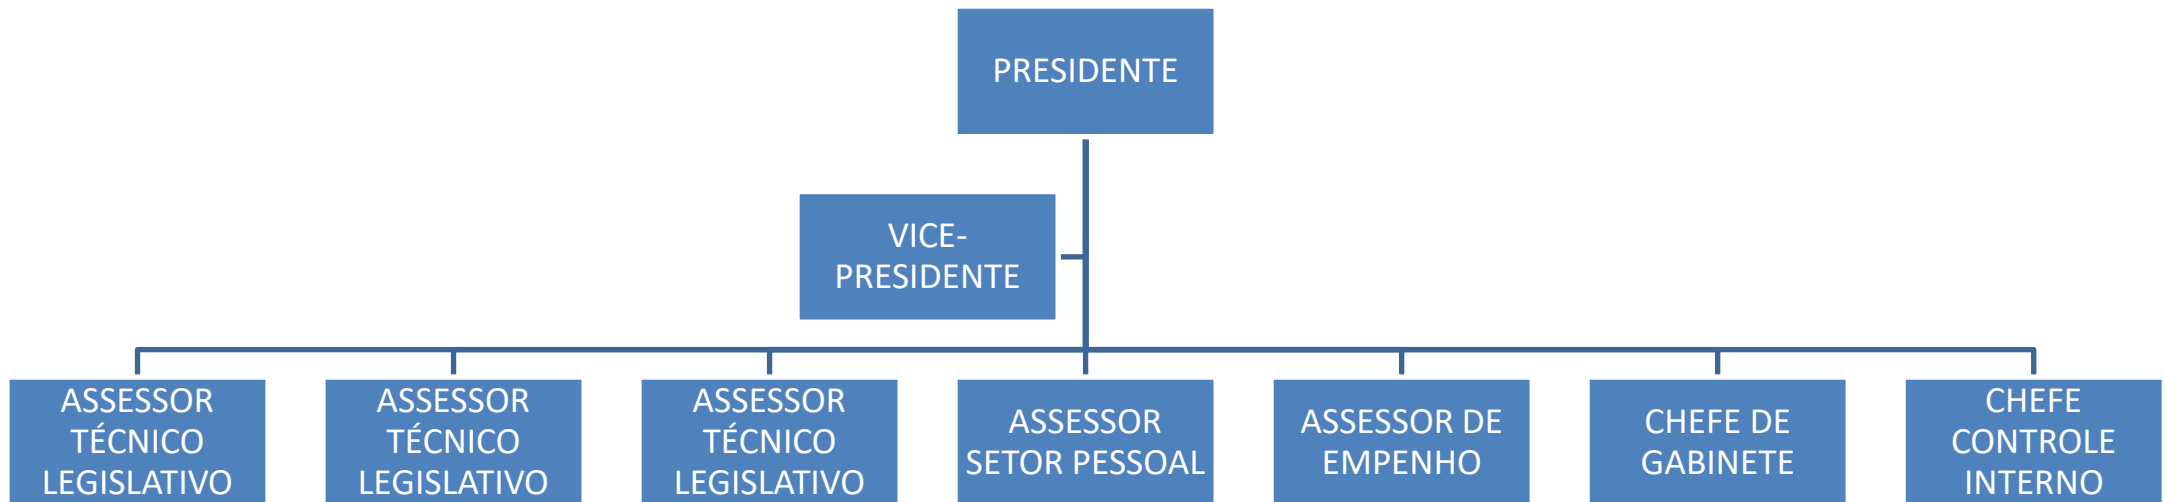 PRESIDENTE
VICE-
PRESIDENTE
ASSESSOR
TÉCNICO
LEGISLATIVO
ASSESSOR
TÉCNICO
LEGISLATIVO
ASSESSOR
TÉCNICO
LEGISLATIVO
ASSESSOR
SETOR PESSOAL
ASSESSOR DE
EMPENHO
CHEFE DE
GABINETE
CHEFE
CONTROLE
INTERNO